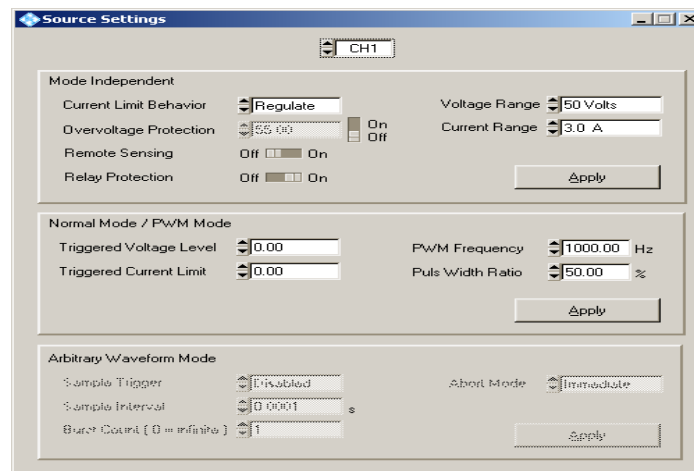 Source Settings
CH1
Mode Independent
Current Limit Behavior Regulate Voltage Range 50 Volts
Overvoltage Protection 55.00 On Off Current Range 3.0 A
Remote Sensing Off On
Relay Protection Off On Apply
Normal Mode / PWM Mode
Triggered Voltage Level 0.00 PWM Frequency 1000.00 Hz
Triggered Current Limit 0.00 Puls Width Ratio 50.00 %
Apply
Arbitrary Waveform Mode
Sample Trigger Disabled Abort Mode Immediate
Sample Interval 0.0001 s
Burst Count ( 0 = infinite ) 1 Apply